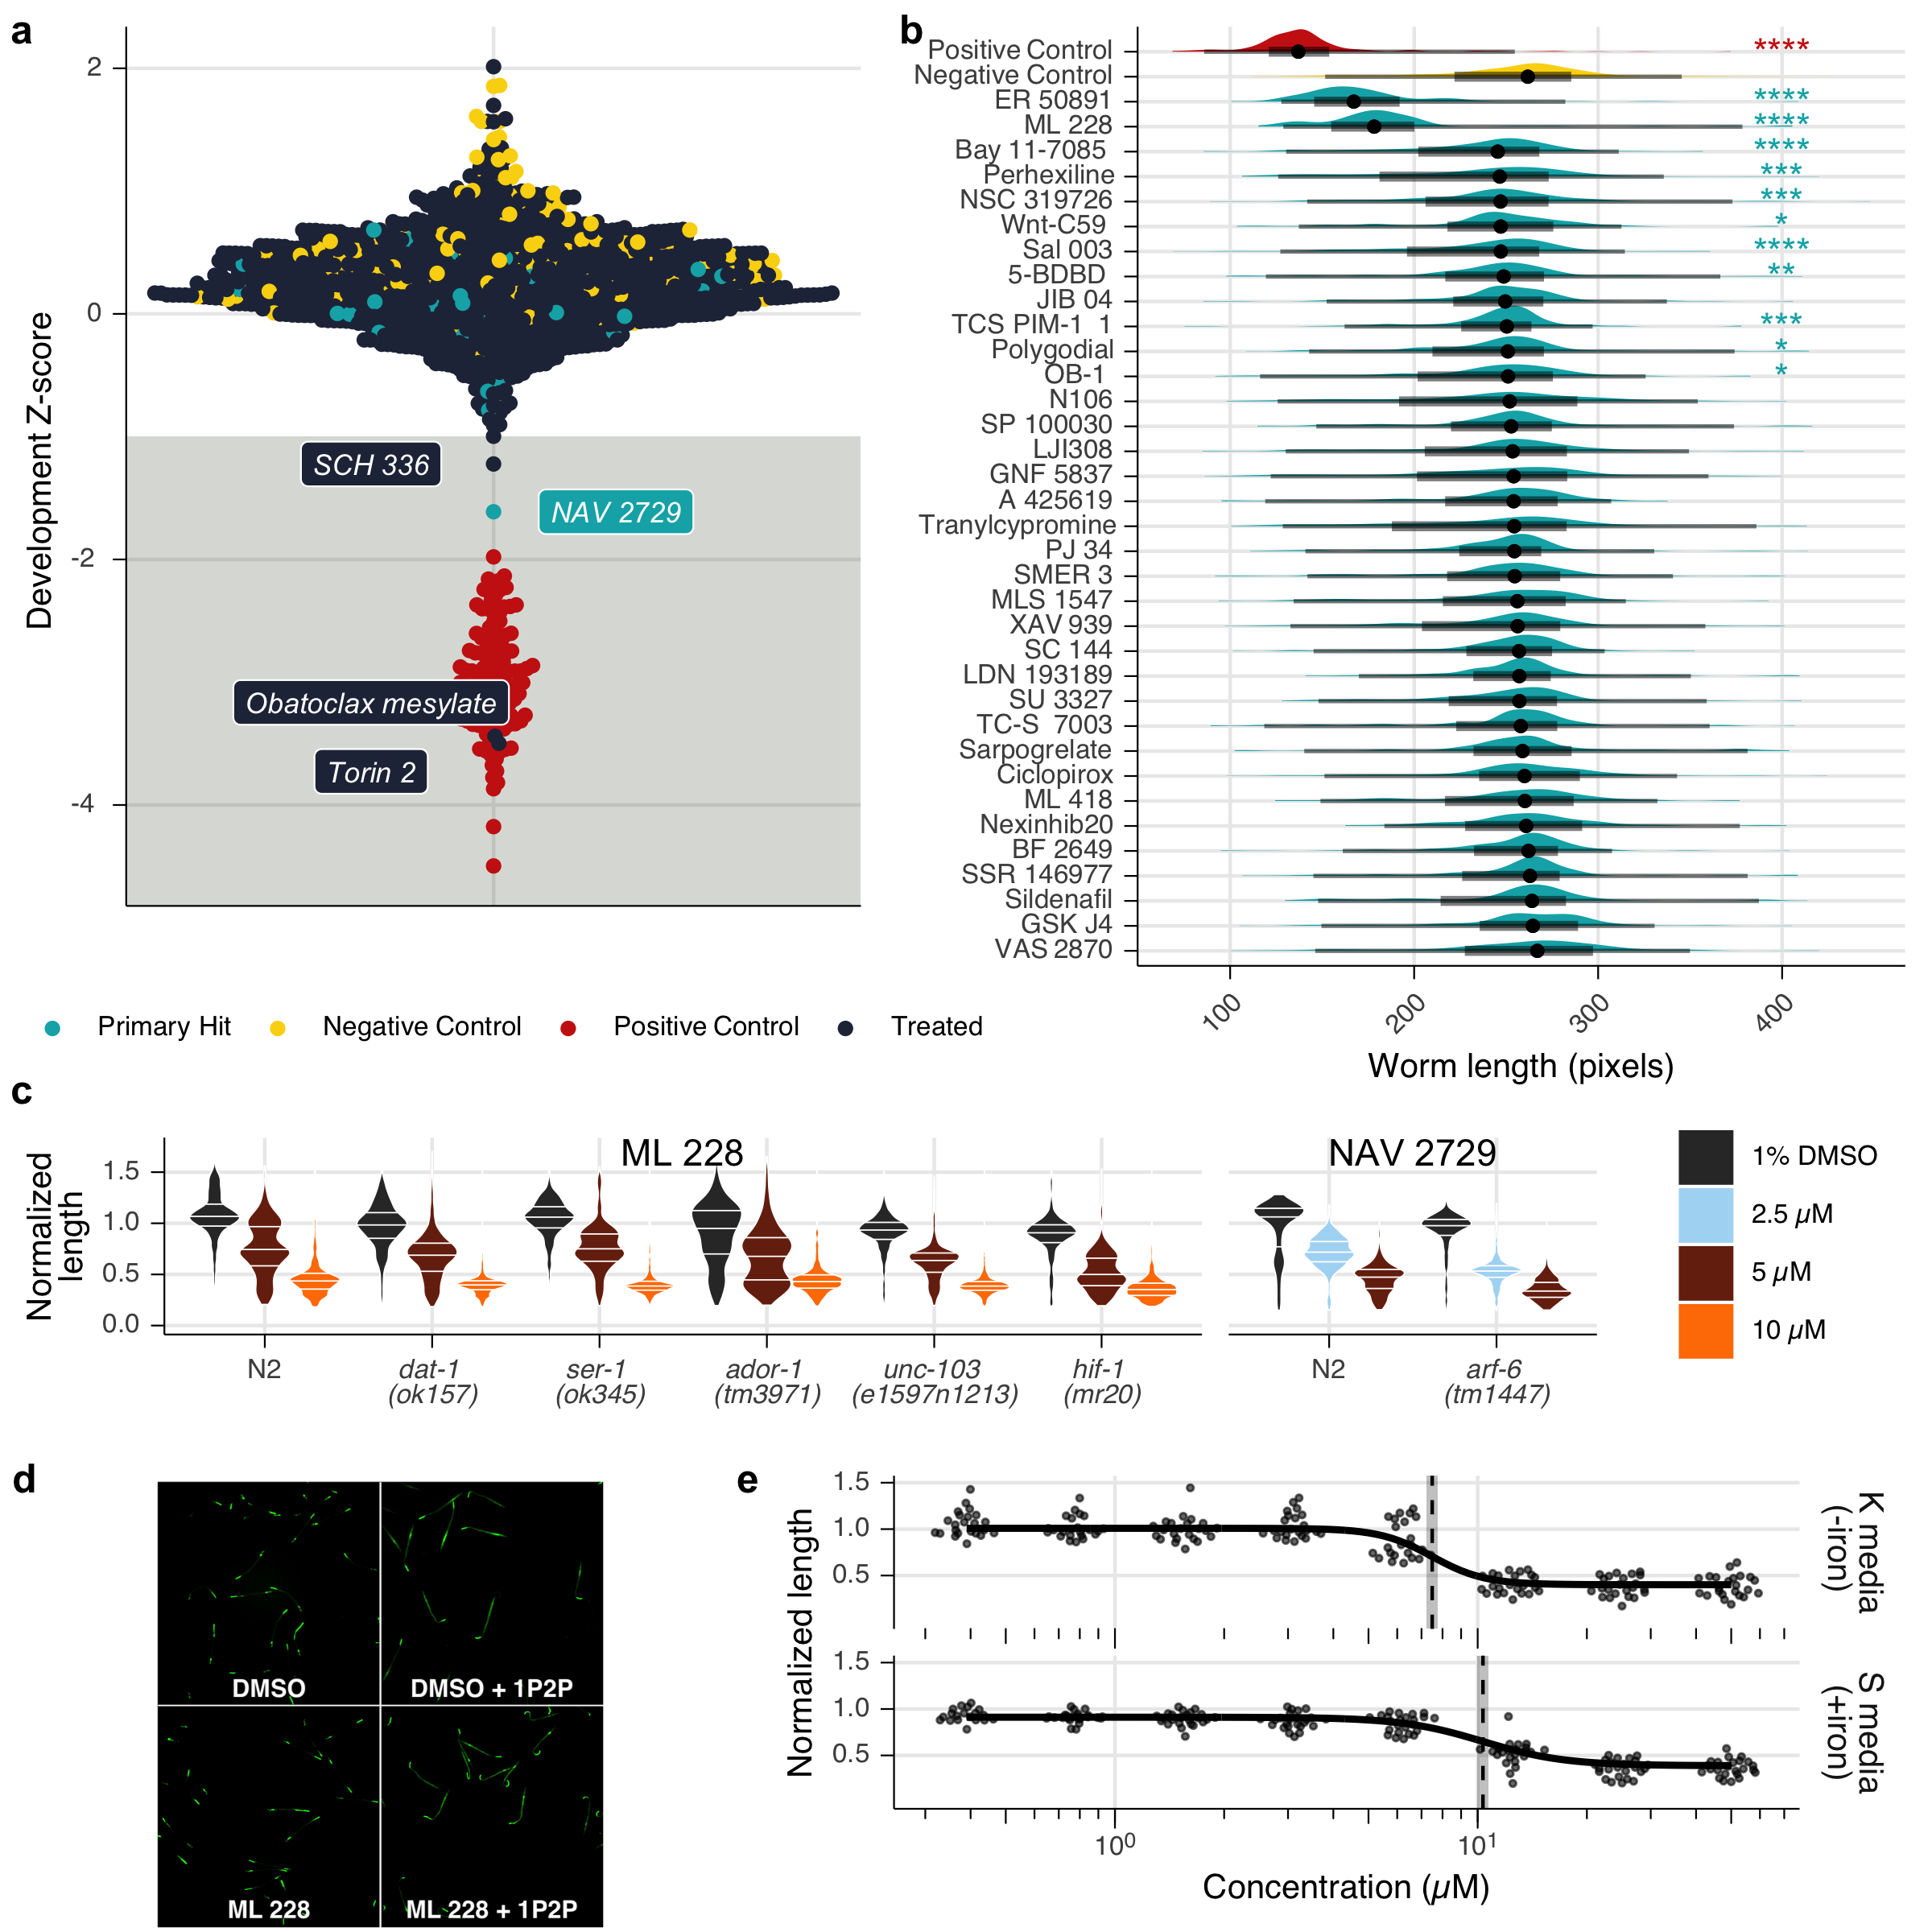 a
Development Z-score
2
0
-2
-4
SCH 336
NAV 2729
Obatoclax mesylate
Torin 2
Primary Hit
Negative Control
Positive Control
Treated
b
Positive Control
****
Negative Control
ER 50891
****
ML 228
****
Bay 11-7085
****
Perhexiline
***
NSC 319726
***
Wnt-C59
*
Sal 003
****
5-BDBD
**
JIB 04
TCS PIM-1 1
***
Polygodial
*
OB-1
*
N106
SP 100030
LJI308
GNF 5837
A 425619
Tranylcypromine
PJ 34
SMER 3
MLS 1547
XAV 939
SC 144
LDN 193189
SU 3327
TC-S 7003
Sarpogrelate
Ciclopirox
ML 418
Nexinhib20
BF 2649
SSR 146977
Sildenafil
GSK J4
VAS 2870
100
200
300
400
Worm length (pixels)
c
Normalized
length
1.5
1.0
0.5
0.0
ML 228
NAV 2729
N2
dat-1
(ok157)
ser-1
(ok345)
ador-1
(tm3971)
unc-103
(e1597n1213)
hif-1
(mr20)
N2
arf-6
(tm1447)
1% DMSO
2.5 µM
5 µM
10 µM
d
DMSO
DMSO + 1P2P
ML 228
ML 228 + 1P2P
e
Normalized length
1.5
1.0
0.5
K media
(-iron)
1.5
1.0
0.5
S media
(+iron)
10⁰
10¹
Concentration (µM)